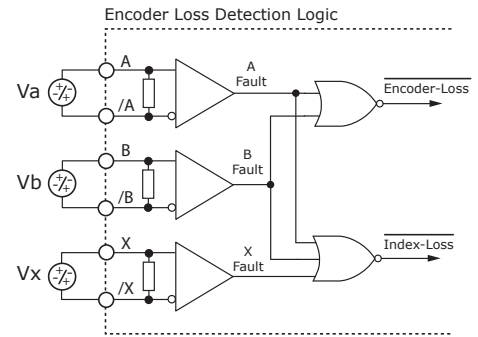 Encoder Loss Detection Logic
Va
A
/A
A
Fault
Encoder-Loss
Vb
B
/B
B
Fault
Vx
X
/X
X
Fault
Index-Loss